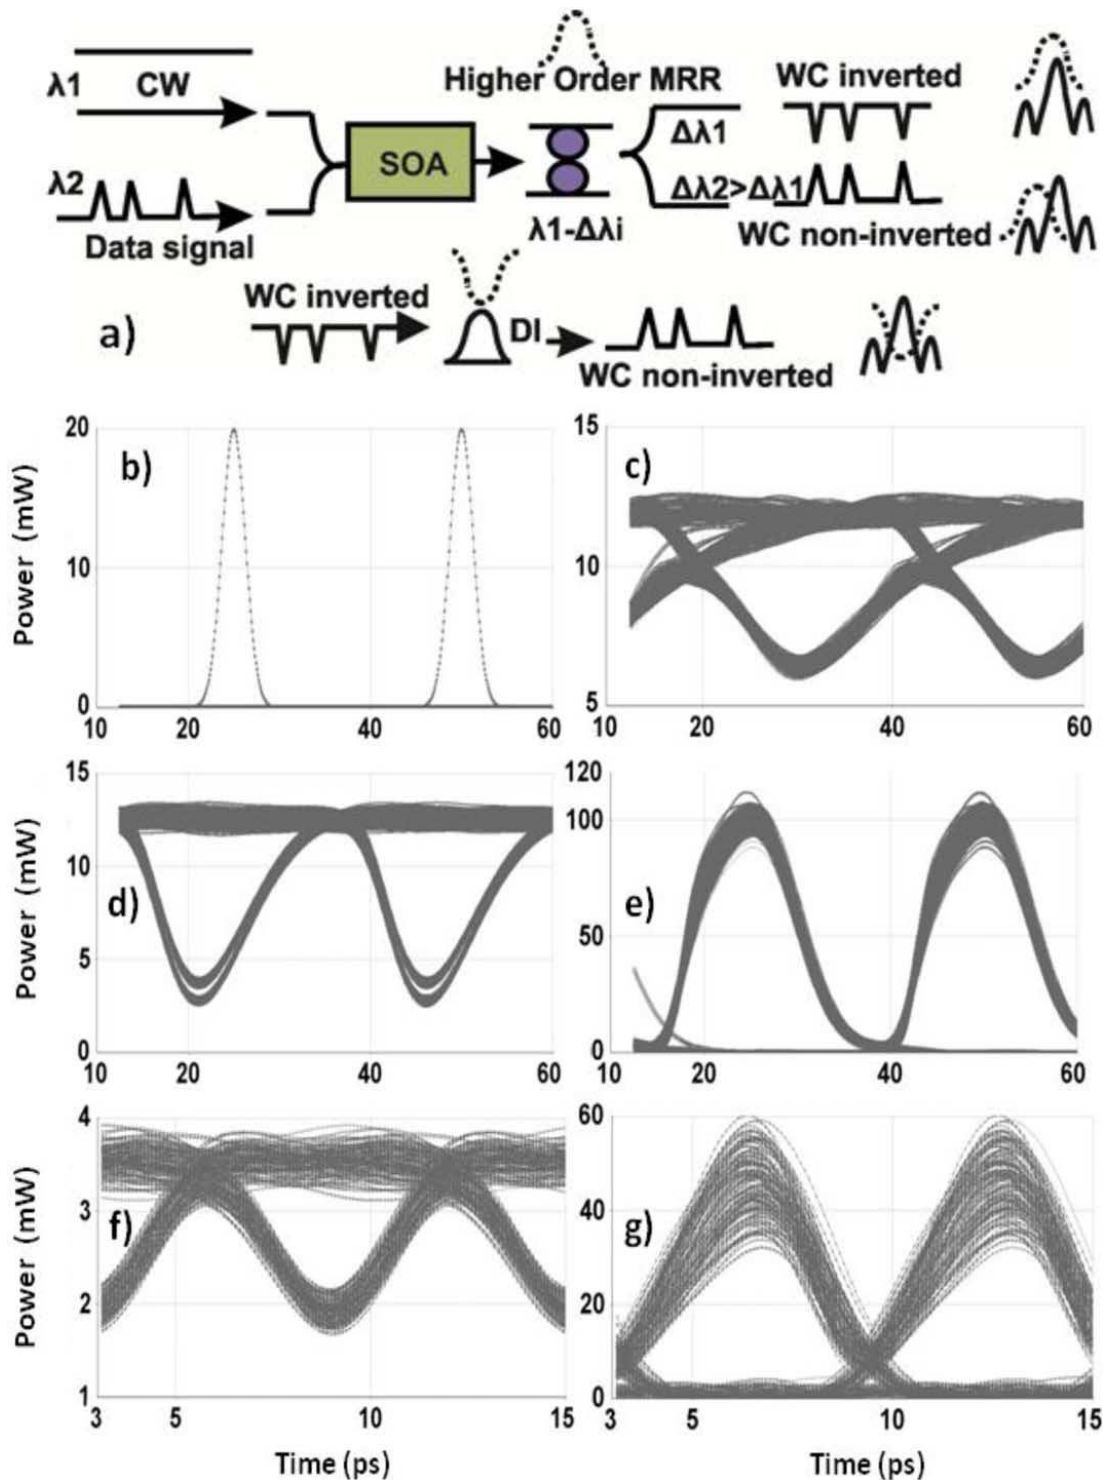 Higher Order MRR
λ1 CW
WC inverted
Δλ1
SOA
λ2
Δλ2>Δλ1
Data signal
λ1-Δλi
WC non-inverted
WC inverted
a)
DI
WC non-inverted
Power (mW)
20
10
0
b)
10 20 40 60
15
10
5
c)
10 20 40 60
Power (mW)
15
10
5
0
d)
10 20 40 60
120
100
50
0
e)
10 20 40 60
Power (mW)
4
3
2
1
f)
3 5 10 15
Time (ps)
60
40
20
0
g)
3 5 10 15
Time (ps)